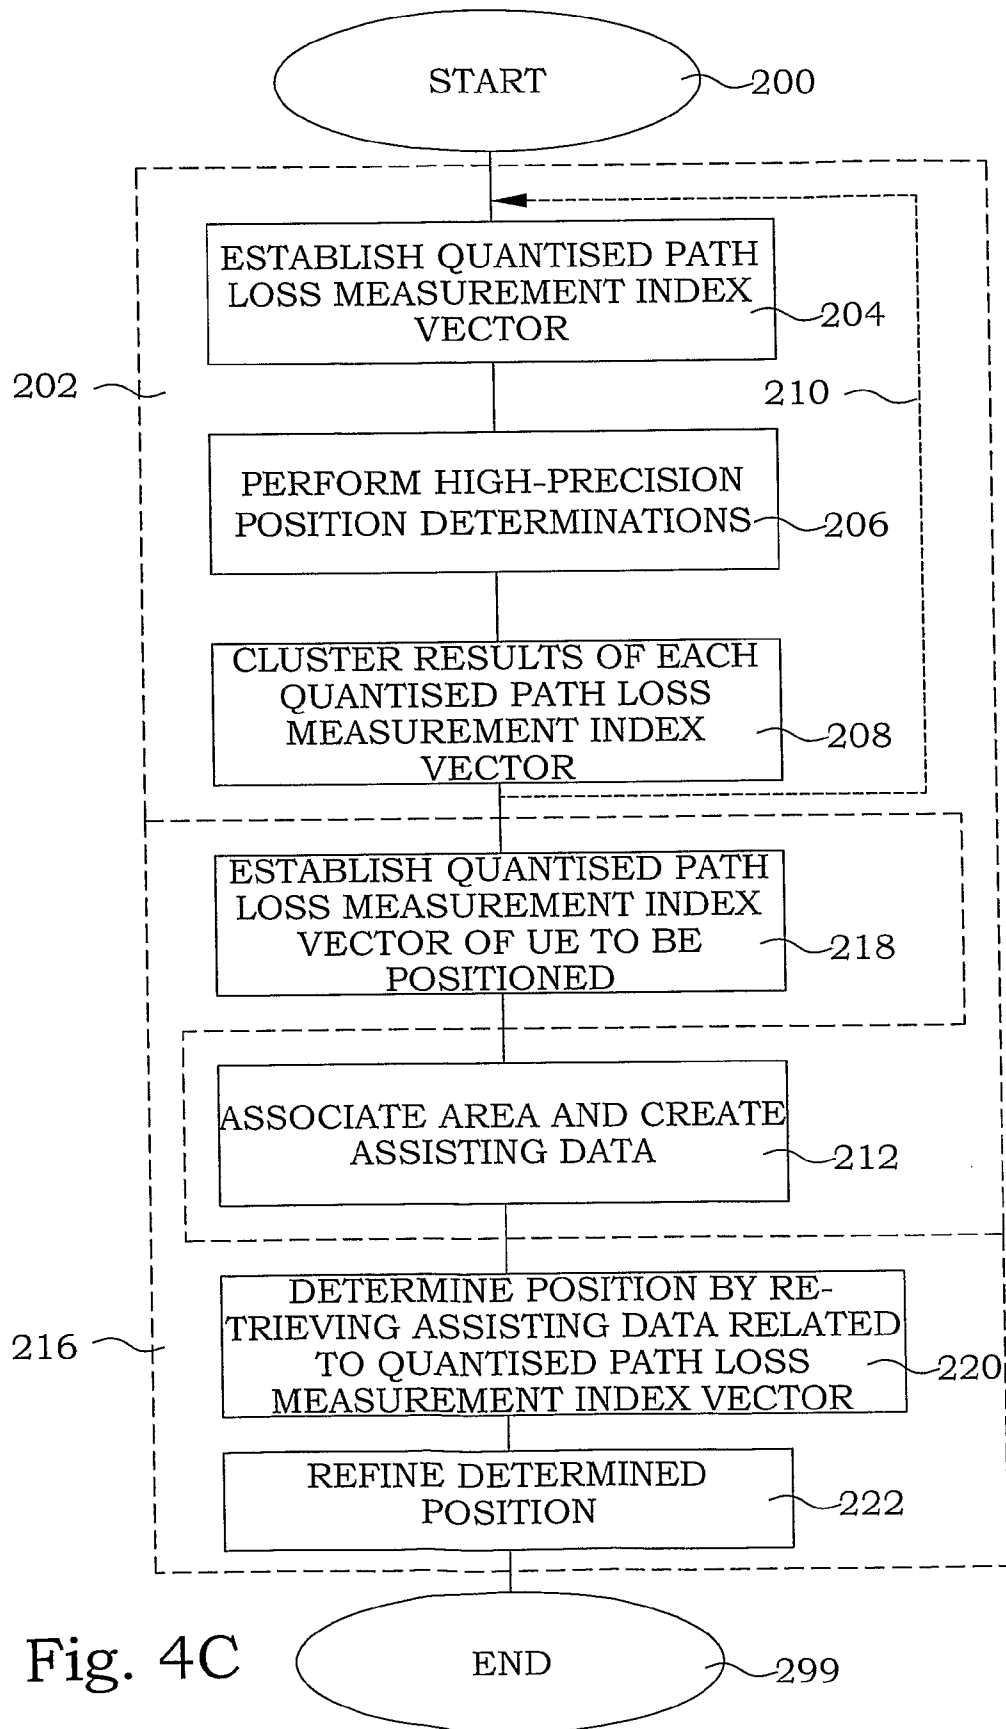 START
200
ESTABLISH QUANTISED PATH
LOSS MEASUREMENT INDEX
VECTOR
204
202
210
PERFORM HIGH-PRECISION
POSITION DETERMINATIONS
206
CLUSTER RESULTS OF EACH
QUANTISED PATH LOSS
MEASUREMENT INDEX
VECTOR
208
ESTABLISH QUANTISED PATH
LOSS MEASUREMENT INDEX
VECTOR OF UE TO BE
POSITIONED
218
ASSOCIATE AREA AND CREATE
ASSISTING DATA
212
DETERMINE POSITION BY RE-
TRIEVING ASSISTING DATA RELATED
TO QUANTISED PATH LOSS
MEASUREMENT INDEX VECTOR
216
220
REFINE DETERMINED
POSITION
222
END
299
Fig. 4C